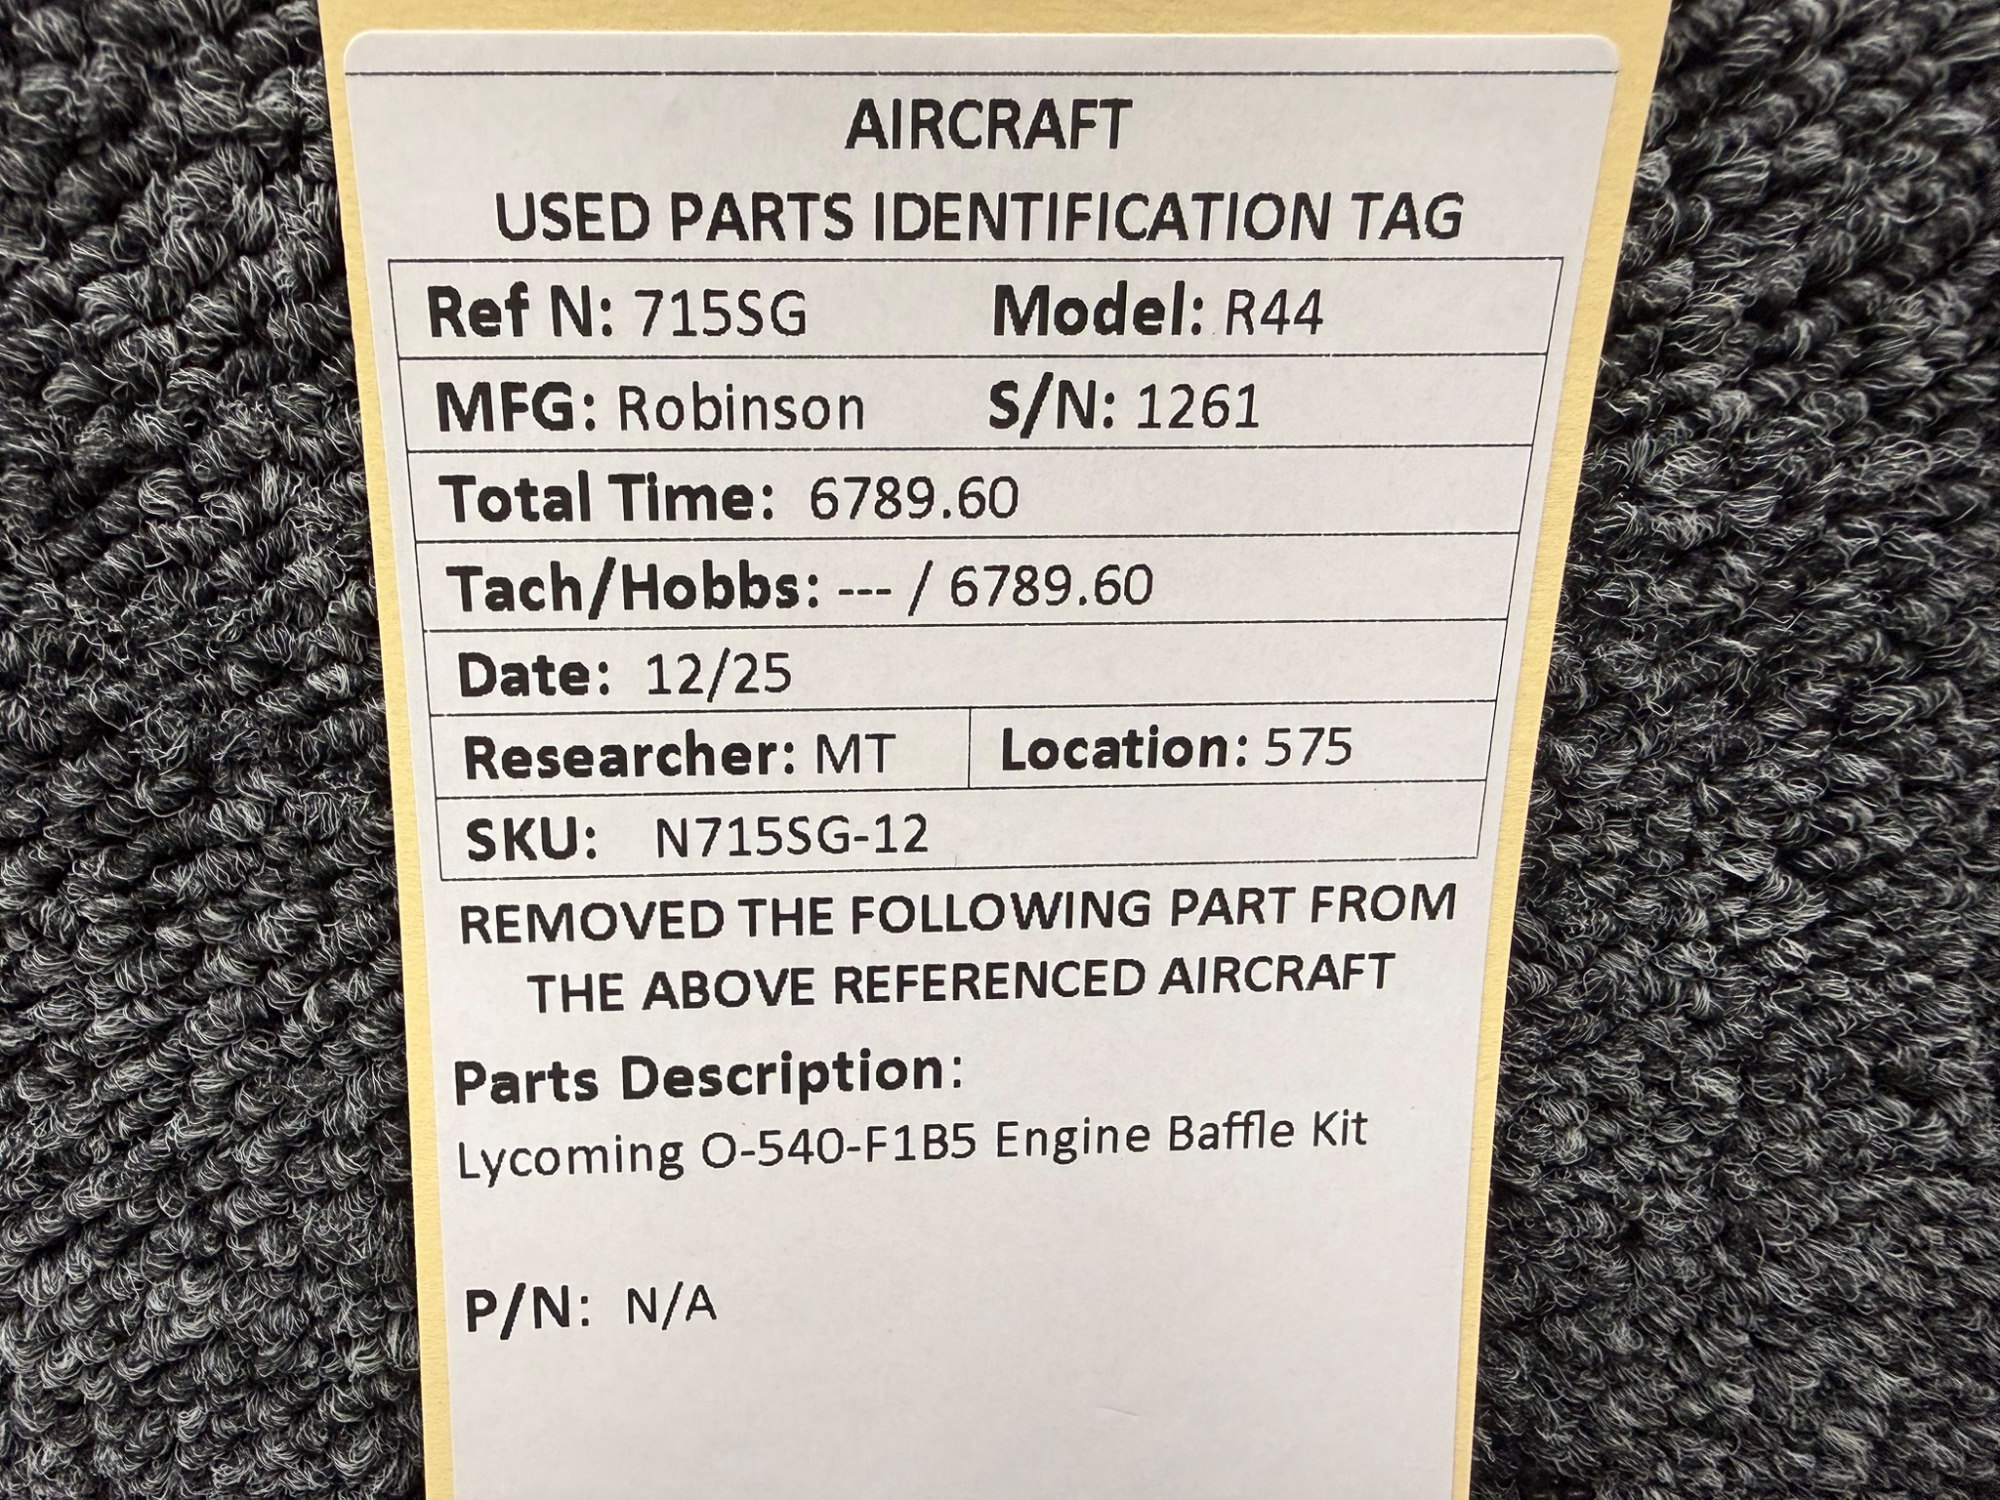 AIRCRAFT
USED PARTS IDENTIFICATION TAG
Ref N: 715SG Model: R44
MFG: Robinson S/N: 1261
Total Time: 6789.60
Tach/Hobbs: --- / 6789.60
Date: 12/25
Researcher: MT Location: 575
SKU: N715SG-12
REMOVED THE FOLLOWING PART FROM
THE ABOVE REFERENCED AIRCRAFT
Parts Description:
Lycoming O-540-F1B5 Engine Baffle Kit
P/N: N/A